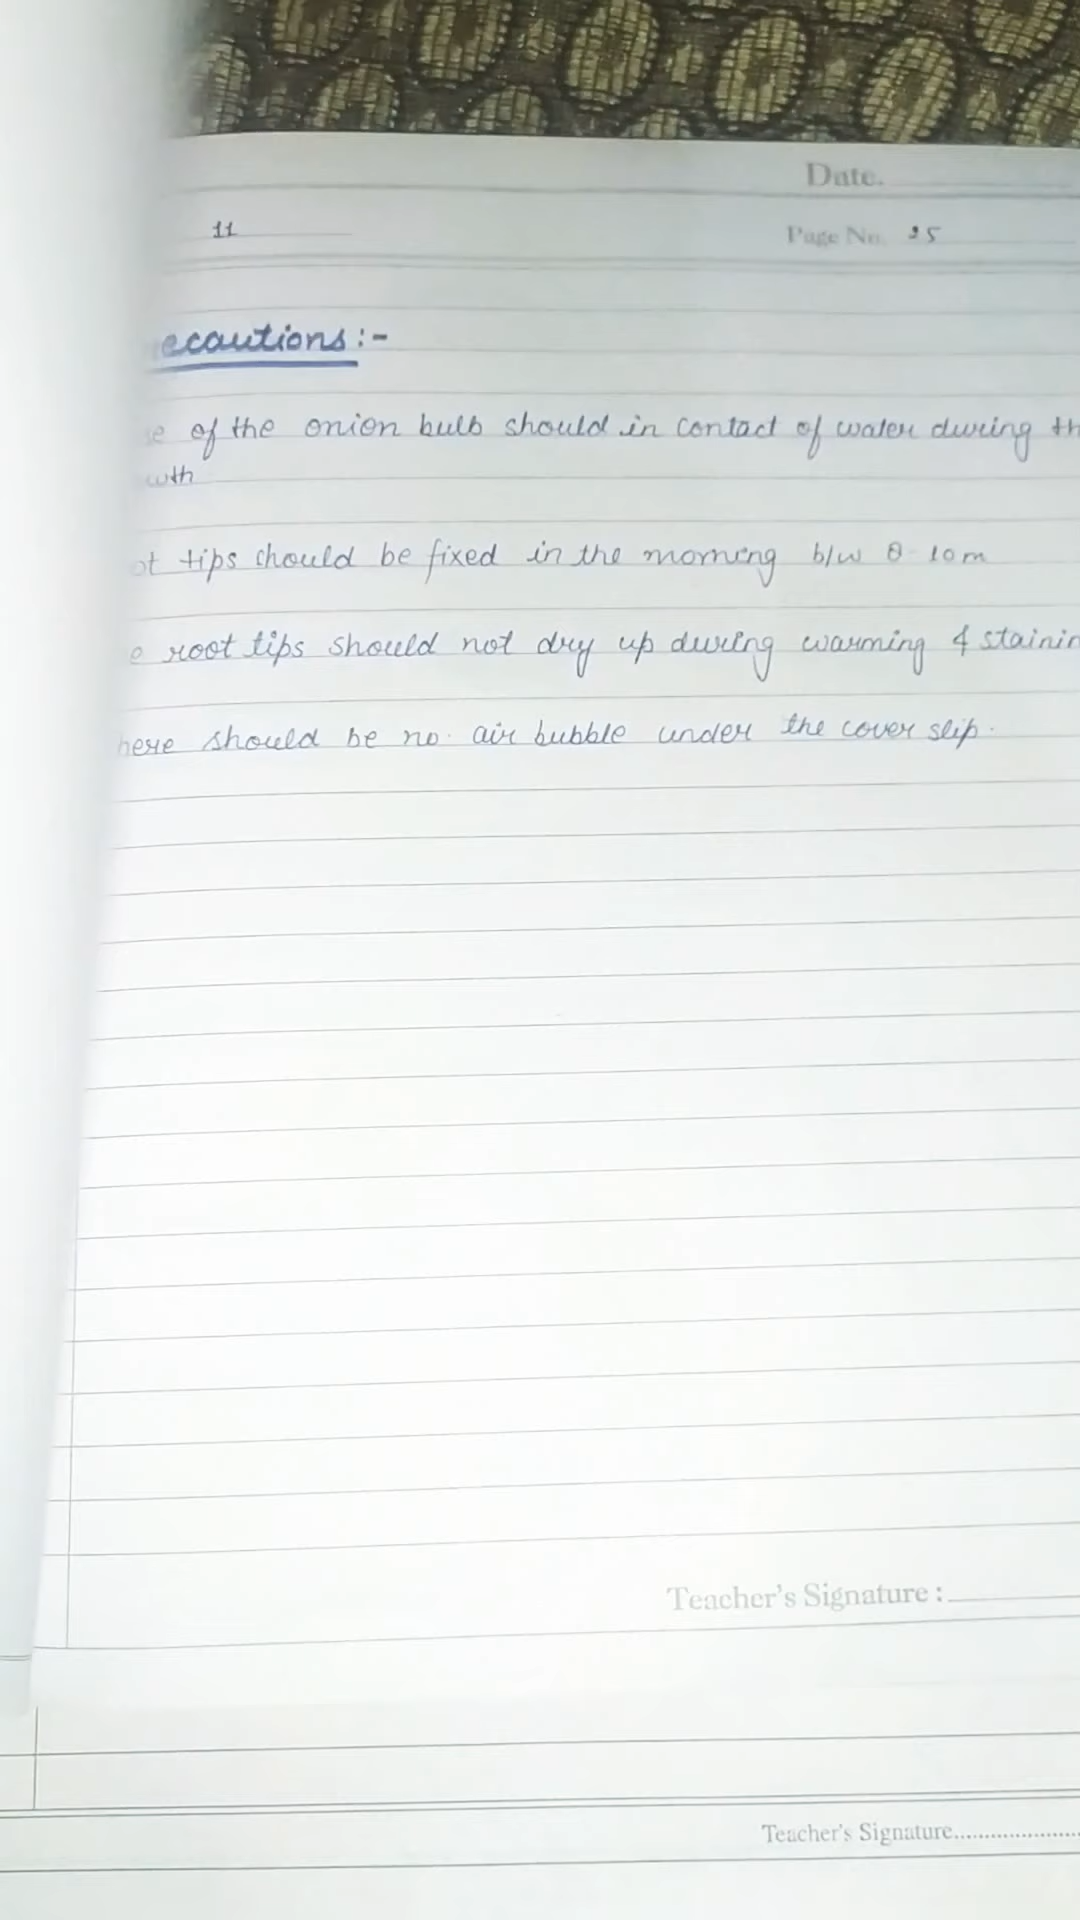 Date.
11
Page No. 25
ecautions:-
se of the onion bulb should in contact of water during th
wth
ot tips should be fixed in the morning b/w 8-10m
e root tips should not dry up during warming & stainin
here should be no. air bubble under the cover slip.
Teacher's Signature :
Teacher's Signature